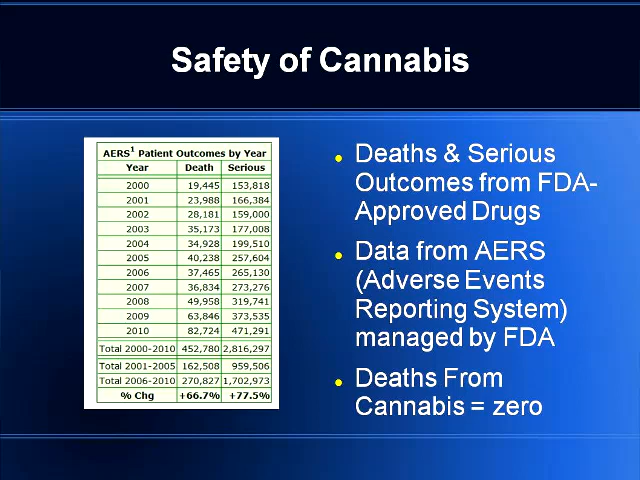 Safety of Cannabis
AERS1 Patient Outcomes by Year
Year Death Serious
2000 19,445 153,818
2001 23,988 166,384
2002 28,181 159,000
2003 35,173 177,008
2004 34,928 199,510
2005 40,238 257,604
2006 37,465 265,130
2007 36,834 273,276
2008 49,958 319,741
2009 63,846 373,535
2010 82,724 471,291
Total 2000-2010 452,780 2,816,297
Total 2001-2005 162,508 959,506
Total 2006-2010 270,827 1,702,973
% Chg +66.7% +77.5%
• Deaths & Serious
Outcomes from FDA-
Approved Drugs
• Data from AERS
(Adverse Events
Reporting System)
managed by FDA
• Deaths From
Cannabis = zero